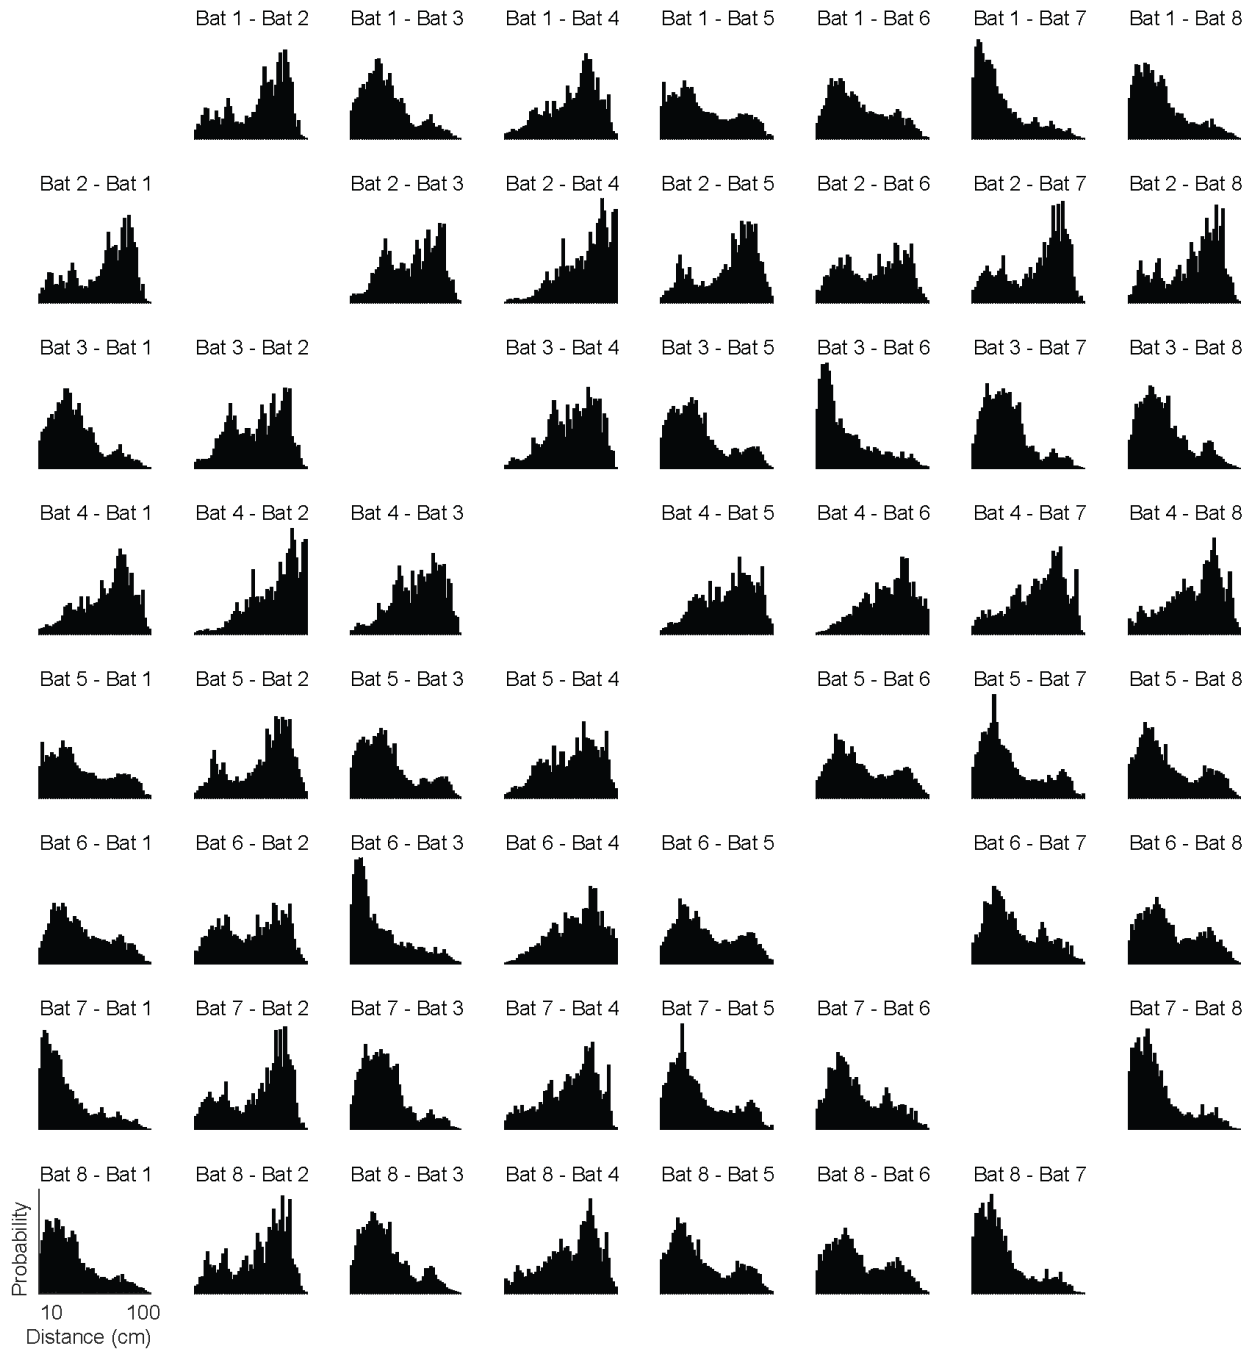 Bat 1 - Bat 2 Bat 1 - Bat 3 Bat 1 - Bat 4 Bat 1 - Bat 5 Bat 1 - Bat 6 Bat 1 - Bat 7 Bat 1 - Bat 8
Bat 2 - Bat 1 Bat 2 - Bat 3 Bat 2 - Bat 4 Bat 2 - Bat 5 Bat 2 - Bat 6 Bat 2 - Bat 7 Bat 2 - Bat 8
Bat 3 - Bat 1 Bat 3 - Bat 2 Bat 3 - Bat 4 Bat 3 - Bat 5 Bat 3 - Bat 6 Bat 3 - Bat 7 Bat 3 - Bat 8
Bat 4 - Bat 1 Bat 4 - Bat 2 Bat 4 - Bat 3 Bat 4 - Bat 5 Bat 4 - Bat 6 Bat 4 - Bat 7 Bat 4 - Bat 8
Bat 5 - Bat 1 Bat 5 - Bat 2 Bat 5 - Bat 3 Bat 5 - Bat 4 Bat 5 - Bat 6 Bat 5 - Bat 7 Bat 5 - Bat 8
Bat 6 - Bat 1 Bat 6 - Bat 2 Bat 6 - Bat 3 Bat 6 - Bat 4 Bat 6 - Bat 5 Bat 6 - Bat 7 Bat 6 - Bat 8
Bat 7 - Bat 1 Bat 7 - Bat 2 Bat 7 - Bat 3 Bat 7 - Bat 4 Bat 7 - Bat 5 Bat 7 - Bat 6 Bat 7 - Bat 8
Bat 8 - Bat 1 Bat 8 - Bat 2 Bat 8 - Bat 3 Bat 8 - Bat 4 Bat 8 - Bat 5 Bat 8 - Bat 6 Bat 8 - Bat 7
Probability
10 100
Distance (cm)